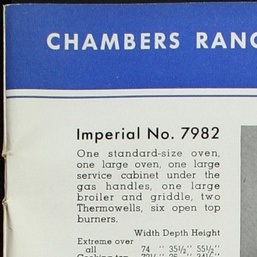 CHAMBERS RANG
Imperial No. 7982
One standard-size oven,
one large oven, one large
service cabinet under the
gas handles, one large
broiler and griddle, two
Thermowells, six open top
burners.
Width Depth Height
Extreme over
all 74 " 35½" 55½"